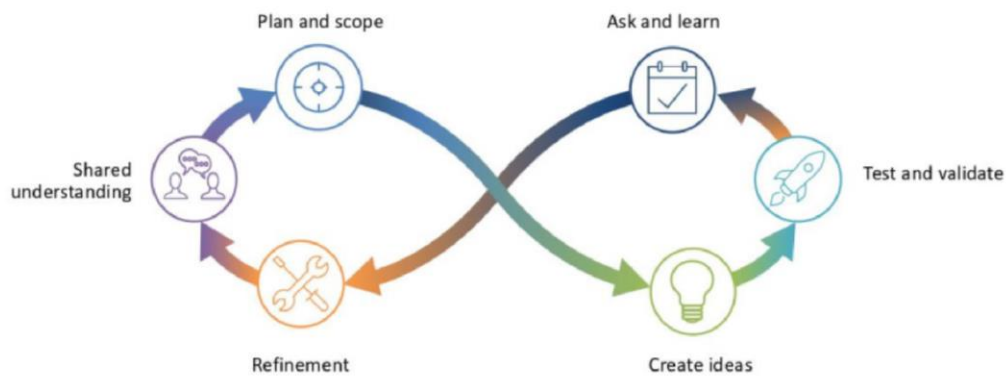 Plan and scope
Ask and learn
Shared
understanding
Test and validate
Refinement
Create ideas